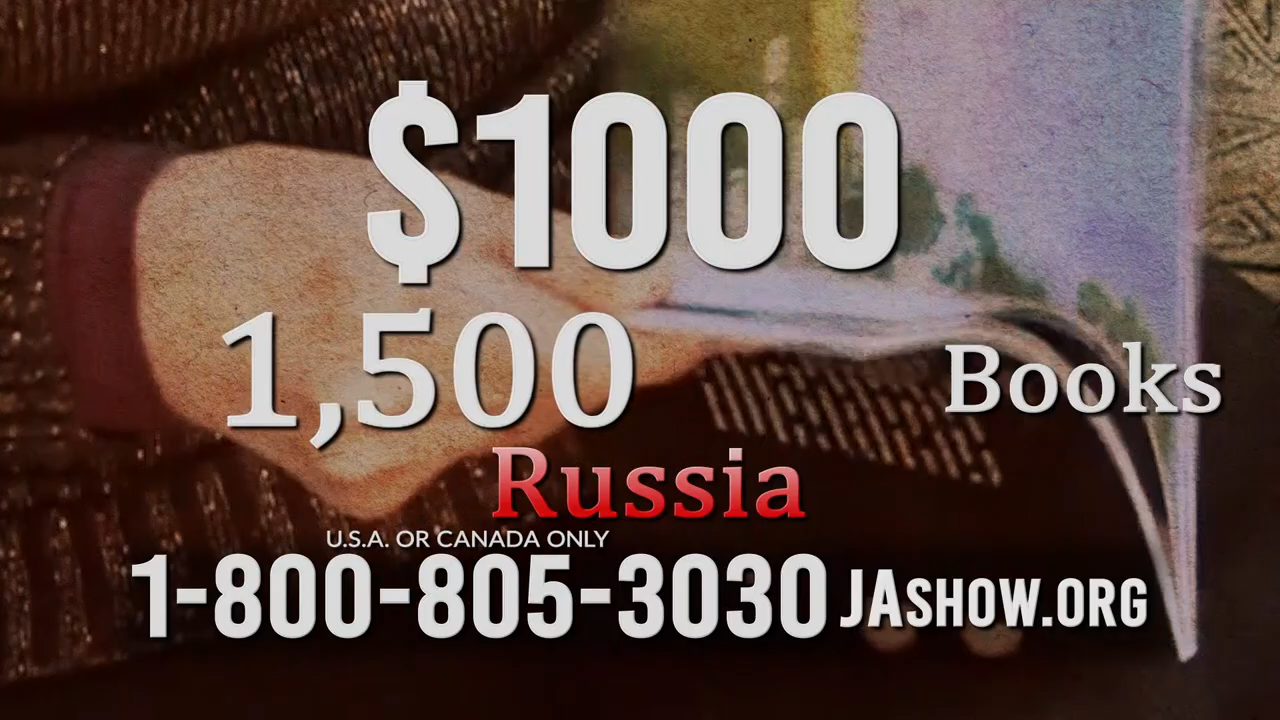 $1000
1,500 Books
Russia
U.S.A. OR CANADA ONLY
1-800-805-3030 JASHOW.ORG